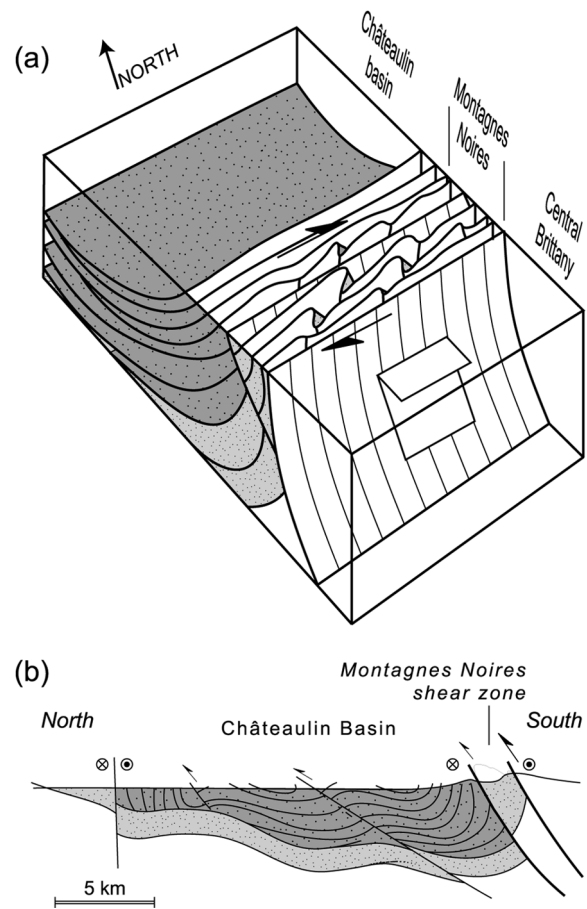 (a)
NORTH
Châteaulin
basin
Montagnes
Noires
Central
Brittany
(b)
Montagnes Noires
shear zone
North
Châteaulin Basin
South
5 km